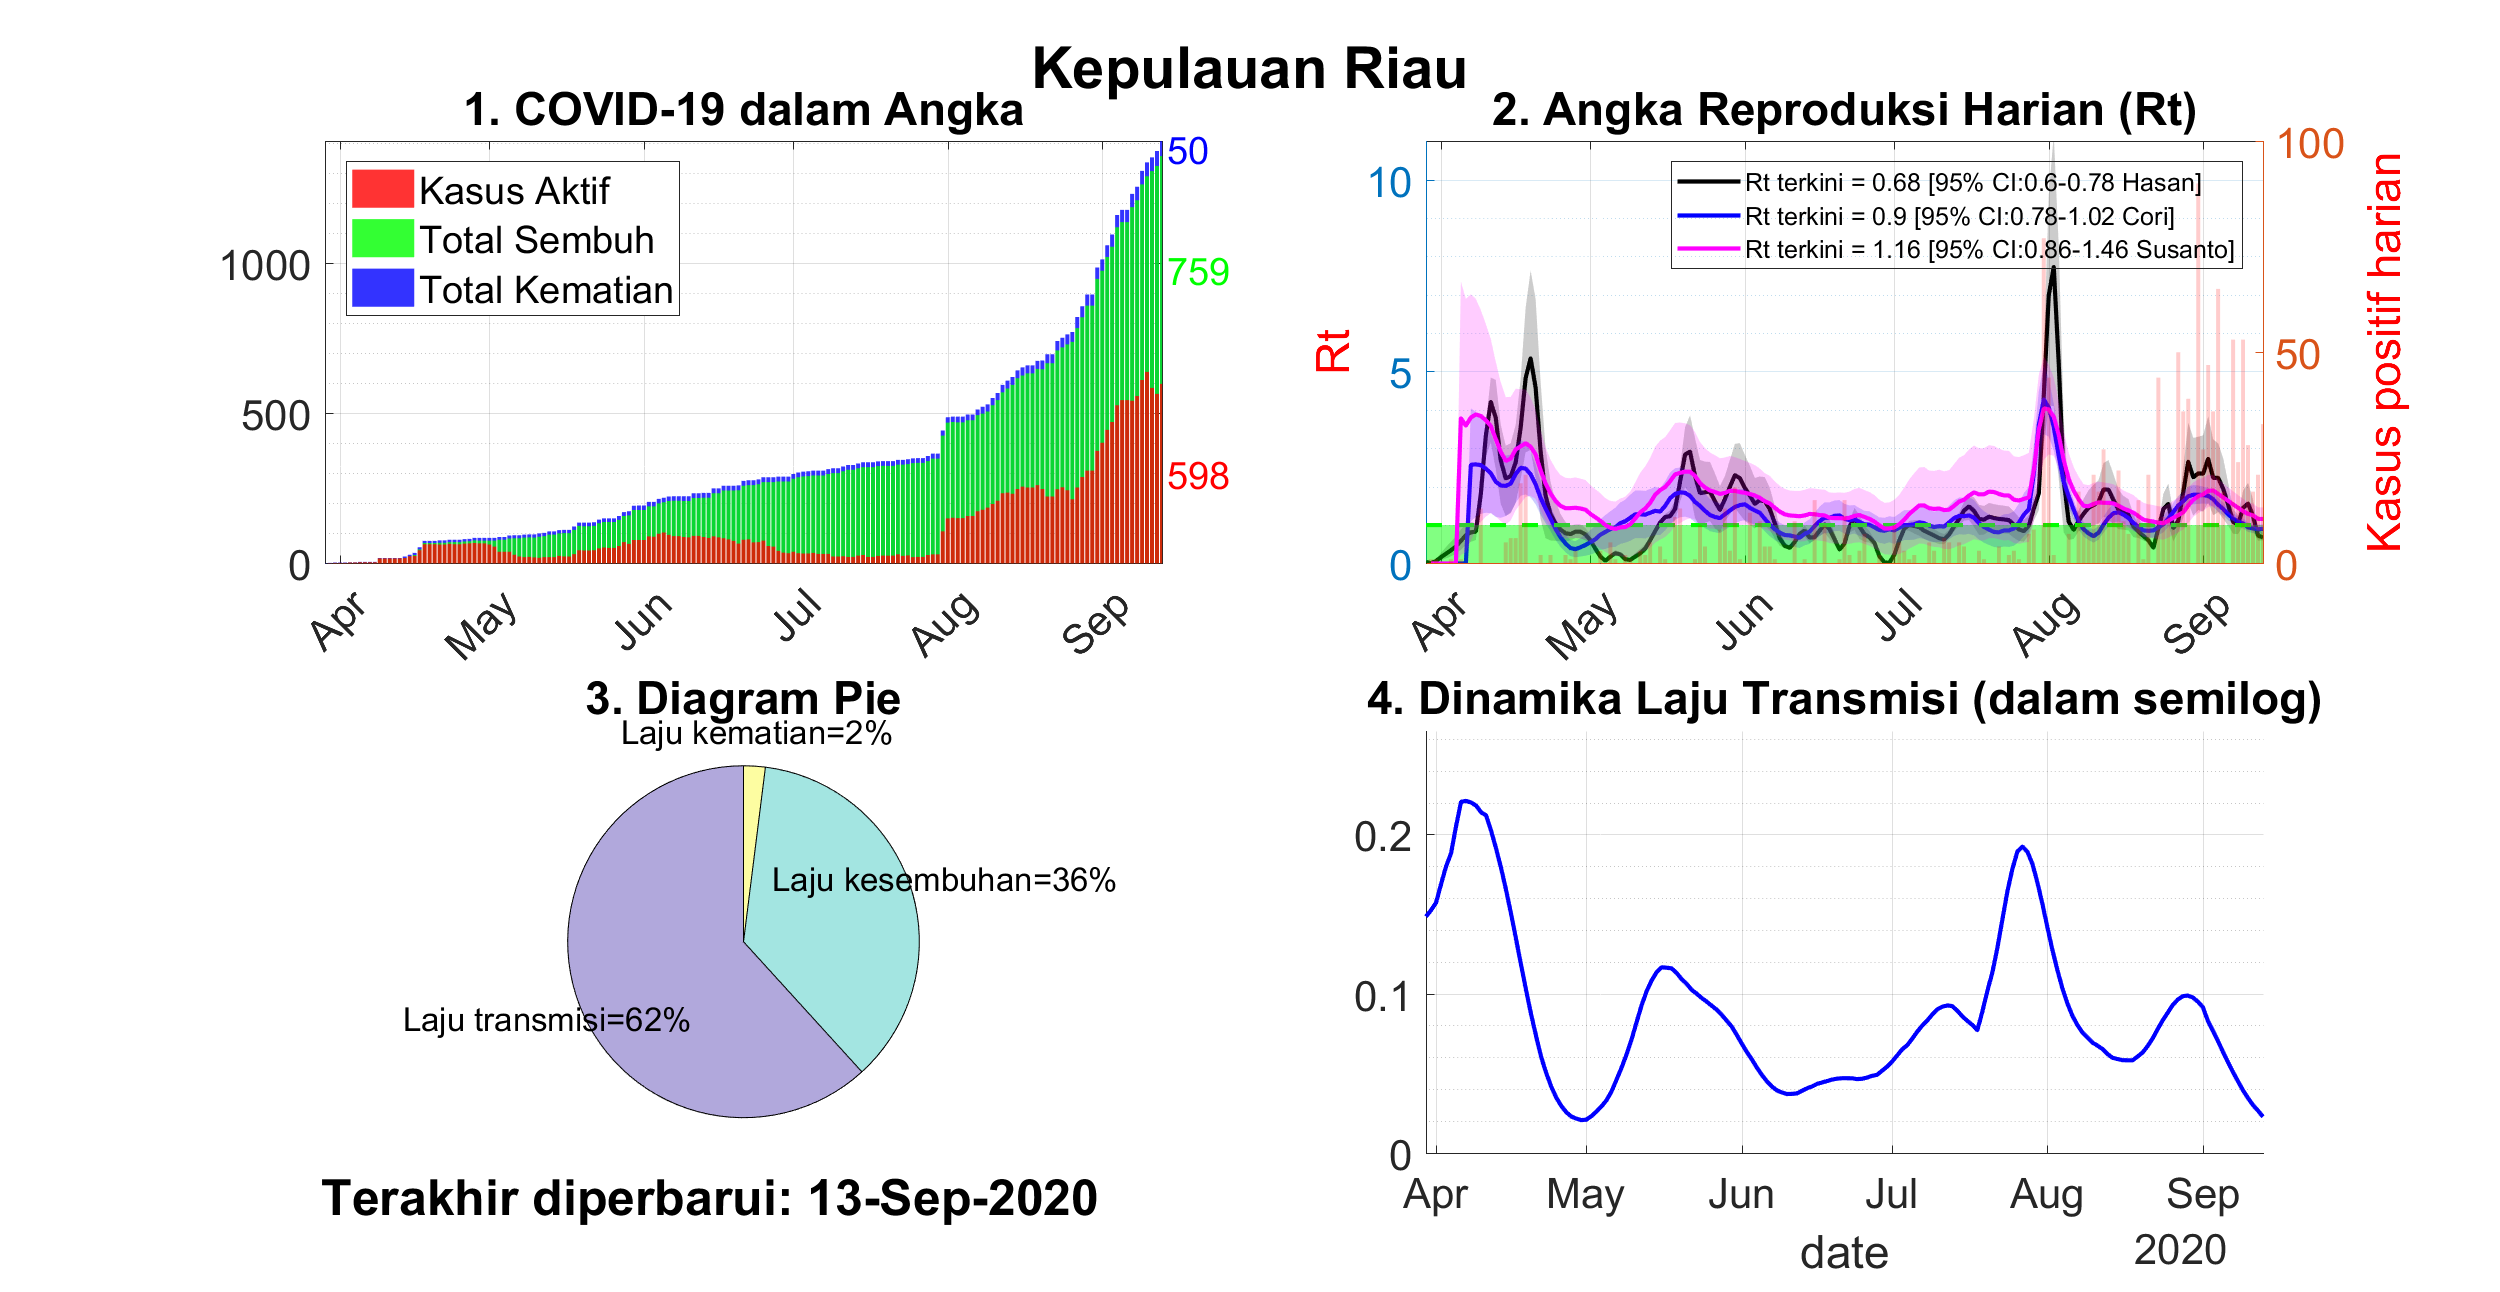 Kepulauan Riau
1. COVID-19 dalam Angka
Kasus Aktif
Total Sembuh
Total Kematian
1000
500
0
50
759
598
Apr
May
Jun
Jul
Aug
Sep
2. Angka Reproduksi Harian (Rt)
Rt terkini = 0.68 [95% CI:0.6-0.78 Hasan]
Rt terkini = 0.9 [95% CI:0.78-1.02 Cori]
Rt terkini = 1.16 [95% CI:0.86-1.46 Susanto]
Rt
10
5
0
100
50
0
Kasus positif harian
Apr
May
Jun
Jul
Aug
Sep
3. Diagram Pie
Laju kematian=2%
Laju kesembuhan=36%
Laju transmisi=62%
4. Dinamika Laju Transmisi (dalam semilog)
0.2
0.1
0
Apr
May
Jun
Jul
Aug
Sep
date
2020
Terakhir diperbarui: 13-Sep-2020